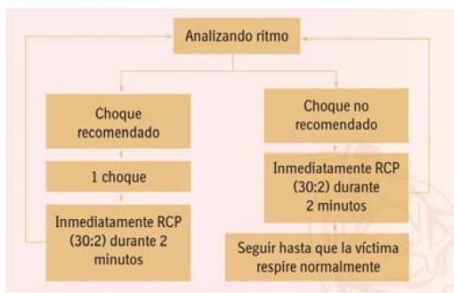 Analizando ritmo
Choque
recomendado
1 choque
Inmediatamente RCP
(30:2) durante 2
minutos
Choque no
recomendado
Inmediatamente RCP
(30:2) durante
2 minutos
Seguir hasta que la víctima
respire normalmente